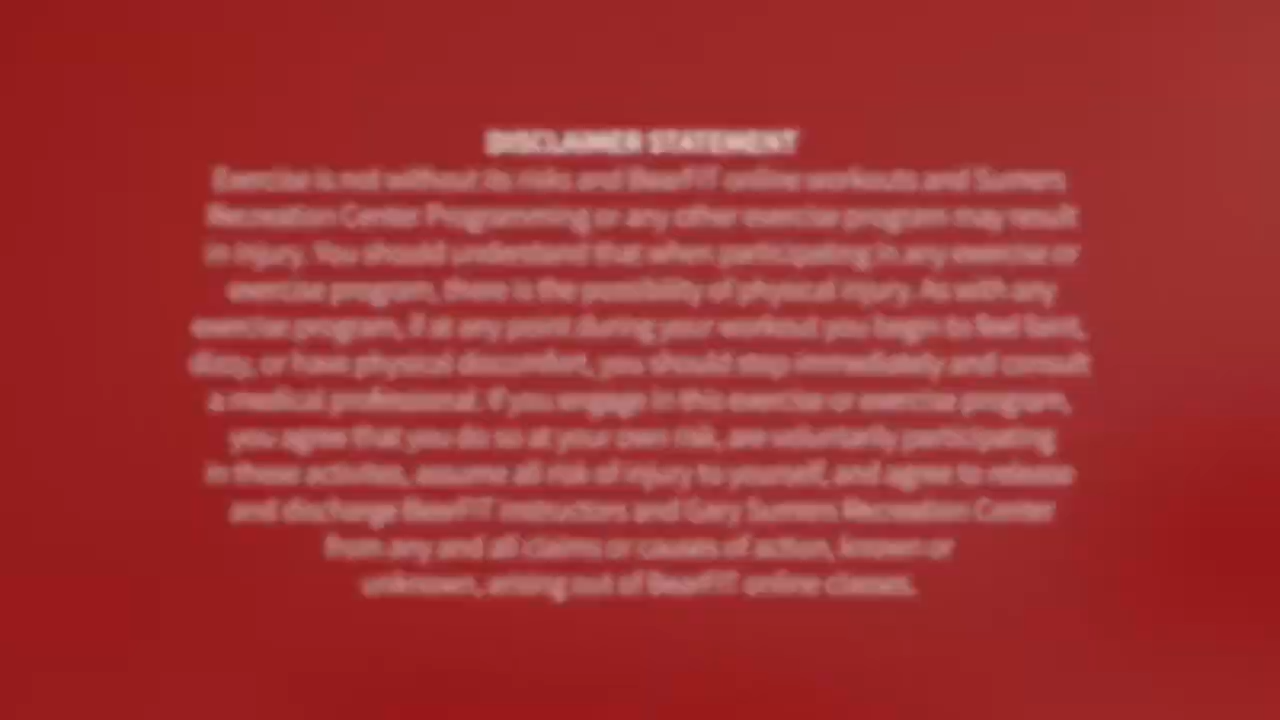 DISCLAIMER STATEMENT
Exercise is not without its risks and BearFIT online workouts and Sumers
Recreation Center Programming or any other exercise program may result
in injury. You should understand that when participating in any exercise or
exercise program, there is the possibility of physical injury. As with any
exercise program, if at any point during your workout you begin to feel faint,
dizzy, or have physical discomfort, you should stop immediately and consult
a medical professional. If you engage in this exercise or exercise program,
you agree that you do so at your own risk, are voluntarily participating
in these activities, assume all risk of injury to yourself, and agree to release
and discharge BearFIT instructors and Gary Sumers Recreation Center
from any and all claims or causes of action, known or
unknown, arising out of BearFIT online classes.